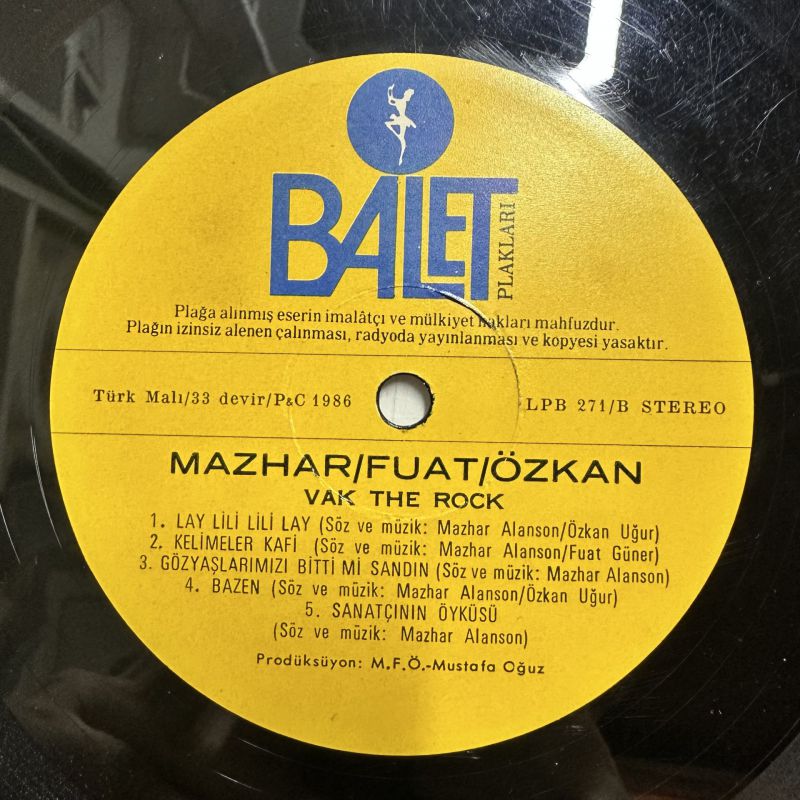 BALET
PLAKLARI
Plağa alınmış eserin imalâtçı ve mülkiyet hakları mahfuzdur.
Plağın izinsiz alenen çalınması, radyoda yayınlanması ve kopyesi yasaktır.
Türk Malı/33 devir/P&C 1986
LPB 271/B STEREO
MAZHAR/FUAT/ÖZKAN
VAK THE ROCK
1. LAY LİLİ LİLİ LAY (Söz ve müzik: Mazhar Alanson/Özkan Uğur)
2. KELİMELER KAFİ (Söz ve müzik: Mazhar Alanson/Fuat Güner)
3. GÖZYAŞLARIMIZI BİTTİ Mİ SANDIN (Söz ve müzik: Mazhar Alanson)
4. BAZEN (Söz ve müzik: Mazhar Alanson/Özkan Uğur)
5. SANATÇININ ÖYKÜSÜ
(Söz ve müzik: Mazhar Alanson)
Prodüksüyon: M.F.Ö.-Mustafa Oğuz